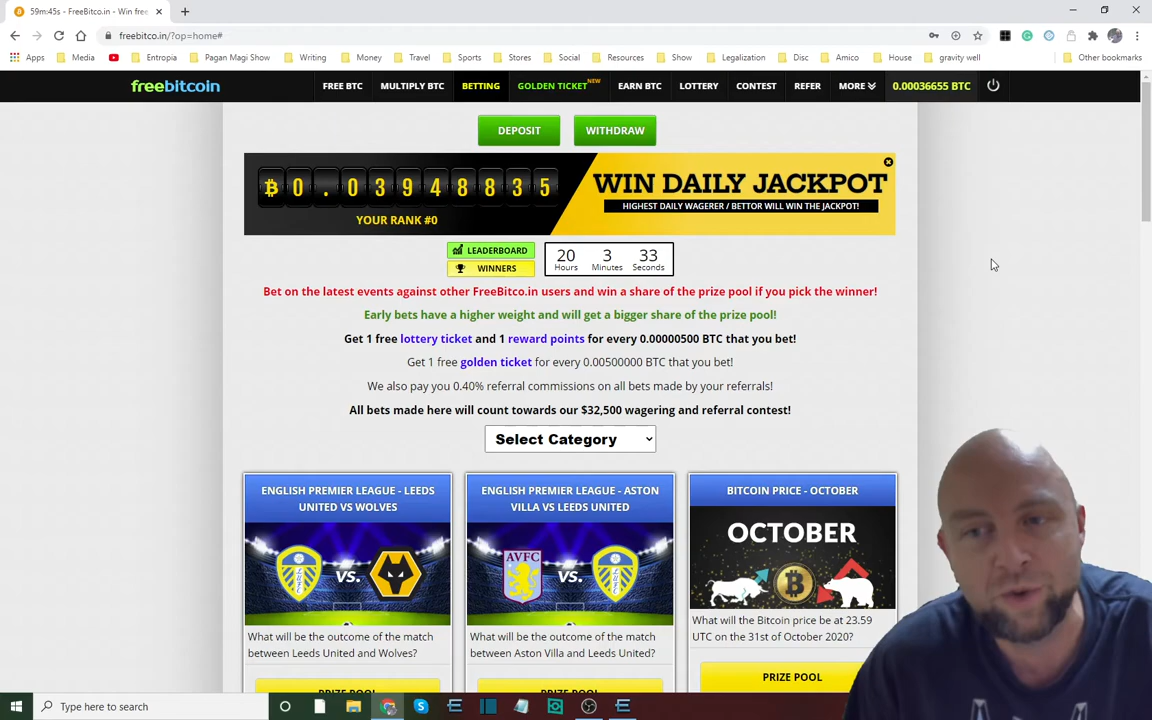 59m:45s - FreeBitco.in - Win free
freebitco.in/?op=home#
Apps Media Entropia Pagan Magi Show Writing Money Travel Sports Stores Social Resources Show Legalization Disc Amico House gravity well Other bookmarks
freebitcoin FREE BTC MULTIPLY BTC BETTING GOLDEN TICKET NEW EARN BTC LOTTERY CONTEST REFER MORE 0.00036655 BTC
DEPOSIT WITHDRAW
0.03948835
YOUR RANK #0
WIN DAILY JACKPOT
HIGHEST DAILY WAGERER / BETTOR WILL WIN THE JACKPOT!
LEADERBOARD
WINNERS
20 3 33
Hours Minutes Seconds
Bet on the latest events against other FreeBitco.in users and win a share of the prize pool if you pick the winner!
Early bets have a higher weight and will get a bigger share of the prize pool!
Get 1 free lottery ticket and 1 reward points for every 0.00000500 BTC that you bet!
Get 1 free golden ticket for every 0.00500000 BTC that you bet!
We also pay you 0.40% referral commissions on all bets made by your referrals!
All bets made here will count towards our $32,500 wagering and referral contest!
Select Category
ENGLISH PREMIER LEAGUE - LEEDS
UNITED VS WOLVES
VS.
What will be the outcome of the match
between Leeds United and Wolves?
PRIZE POOL
ENGLISH PREMIER LEAGUE - ASTON
VILLA VS LEEDS UNITED
AVFC VS.
What will be the outcome of the match
between Aston Villa and Leeds United?
PRIZE POOL
BITCOIN PRICE - OCTOBER
OCTOBER
What will the Bitcoin price be at 23.59
UTC on the 31st of October 2020?
PRIZE POOL
Type here to search